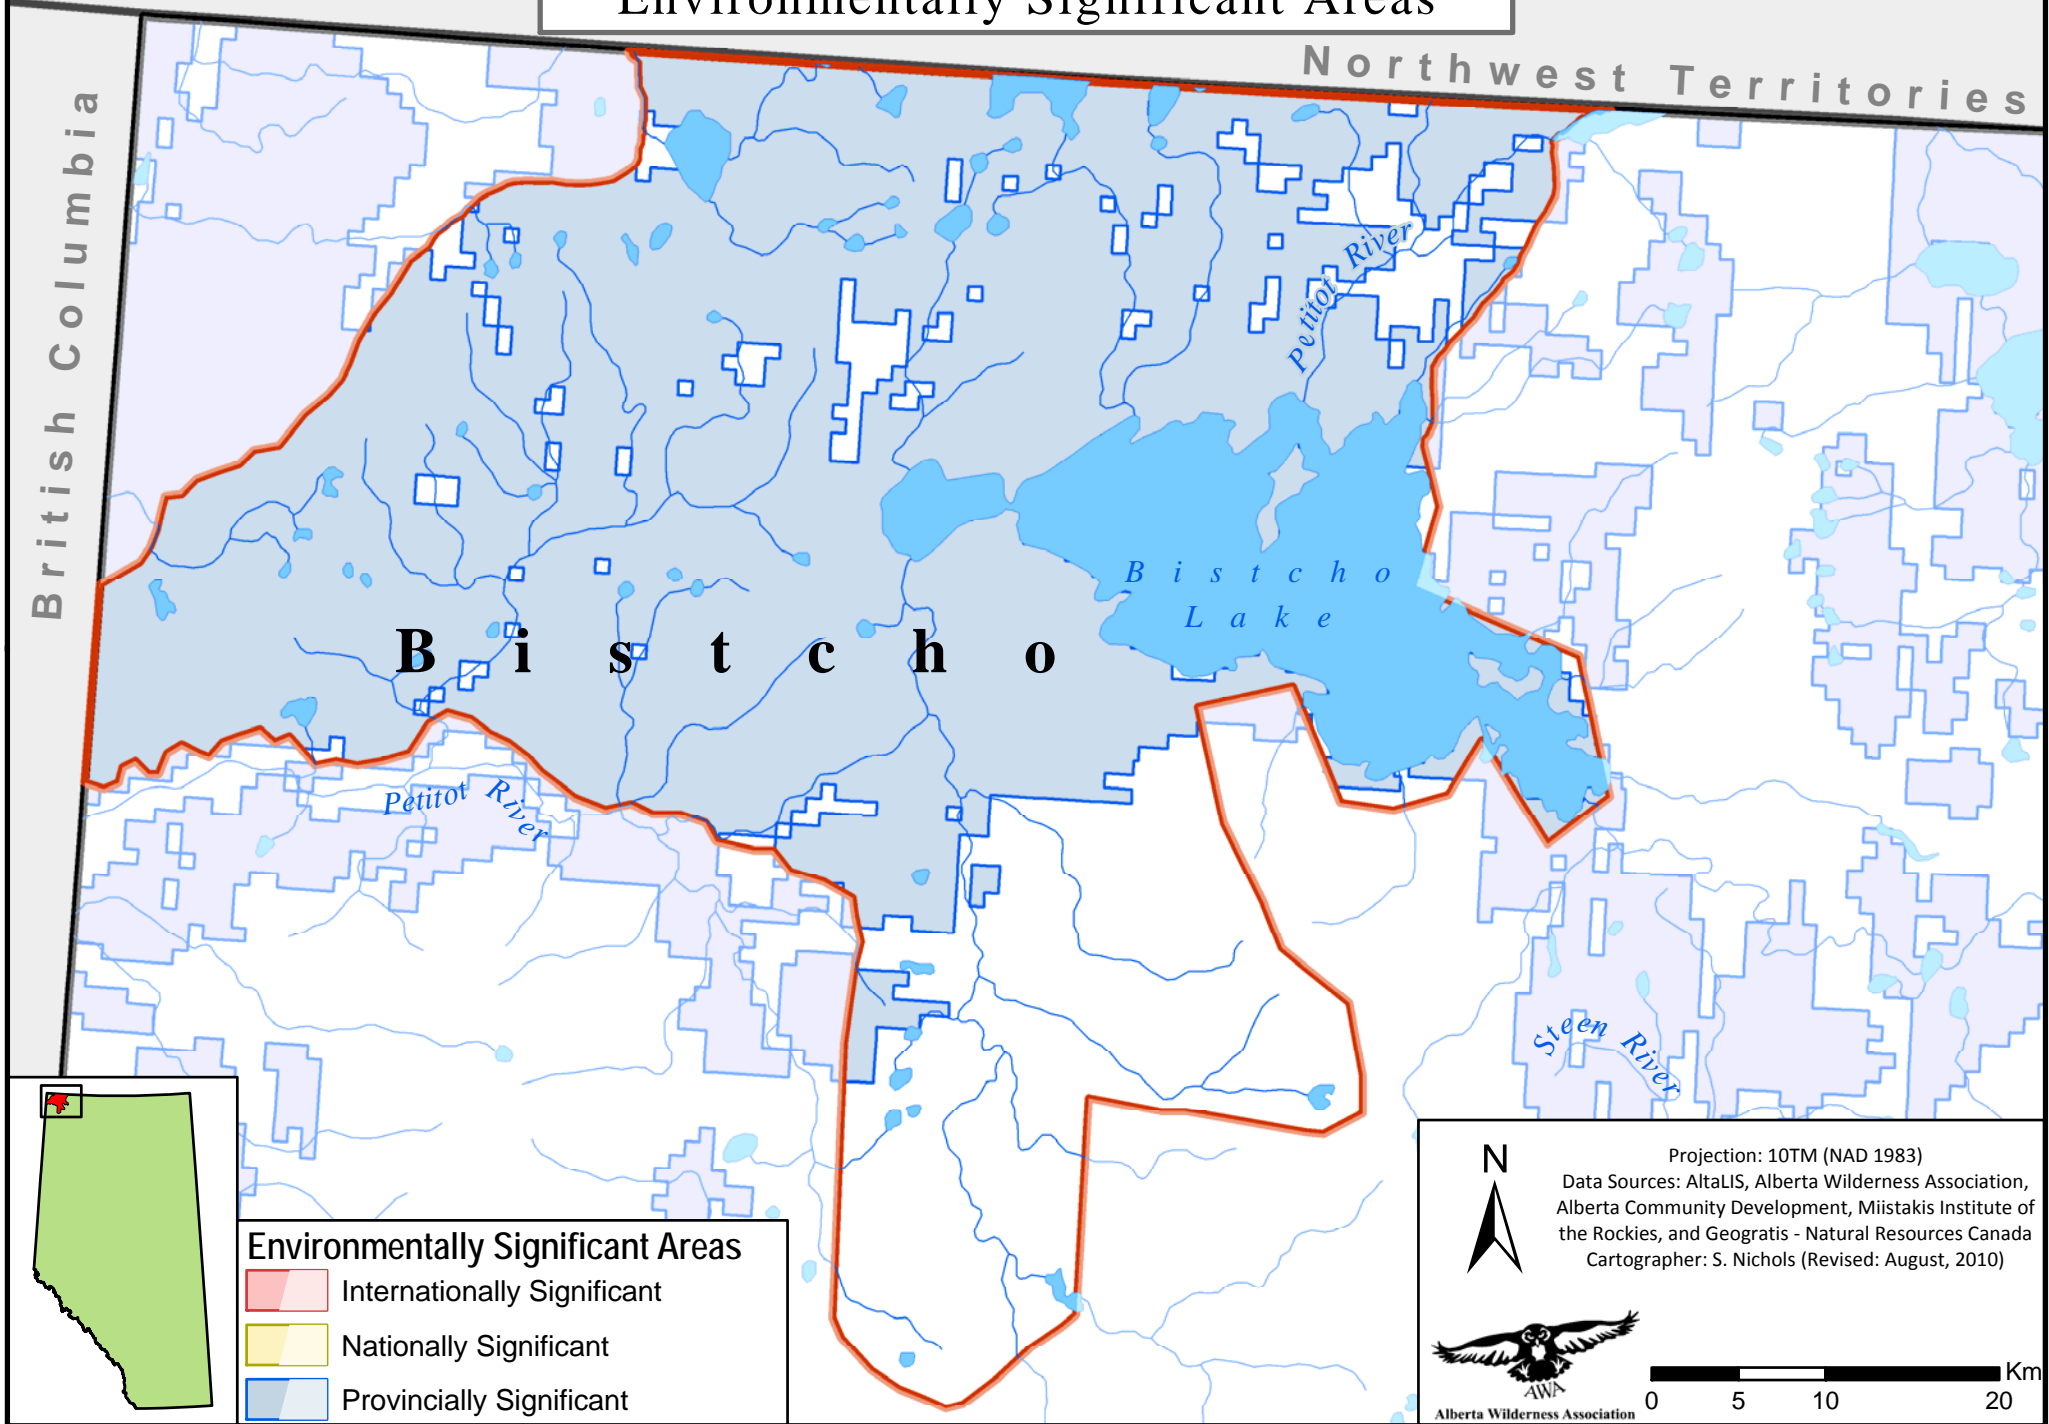 Environmentally Significant Areas
Northwest Territories
British Columbia
Petitot River
Bistcho
Lake
Bistcho
Petitot River
Steen River
Environmentally Significant Areas
Internationally Significant
Nationally Significant
Provincially Significant
N
Projection: 10TM (NAD 1983)
Data Sources: AltaLIS, Alberta Wilderness Association,
Alberta Community Development, Miistakis Institute of
the Rockies, and Geogratis - Natural Resources Canada
Cartographer: S. Nichols (Revised: August, 2010)
AWA
Alberta Wilderness Association
Km
0 5 10 20